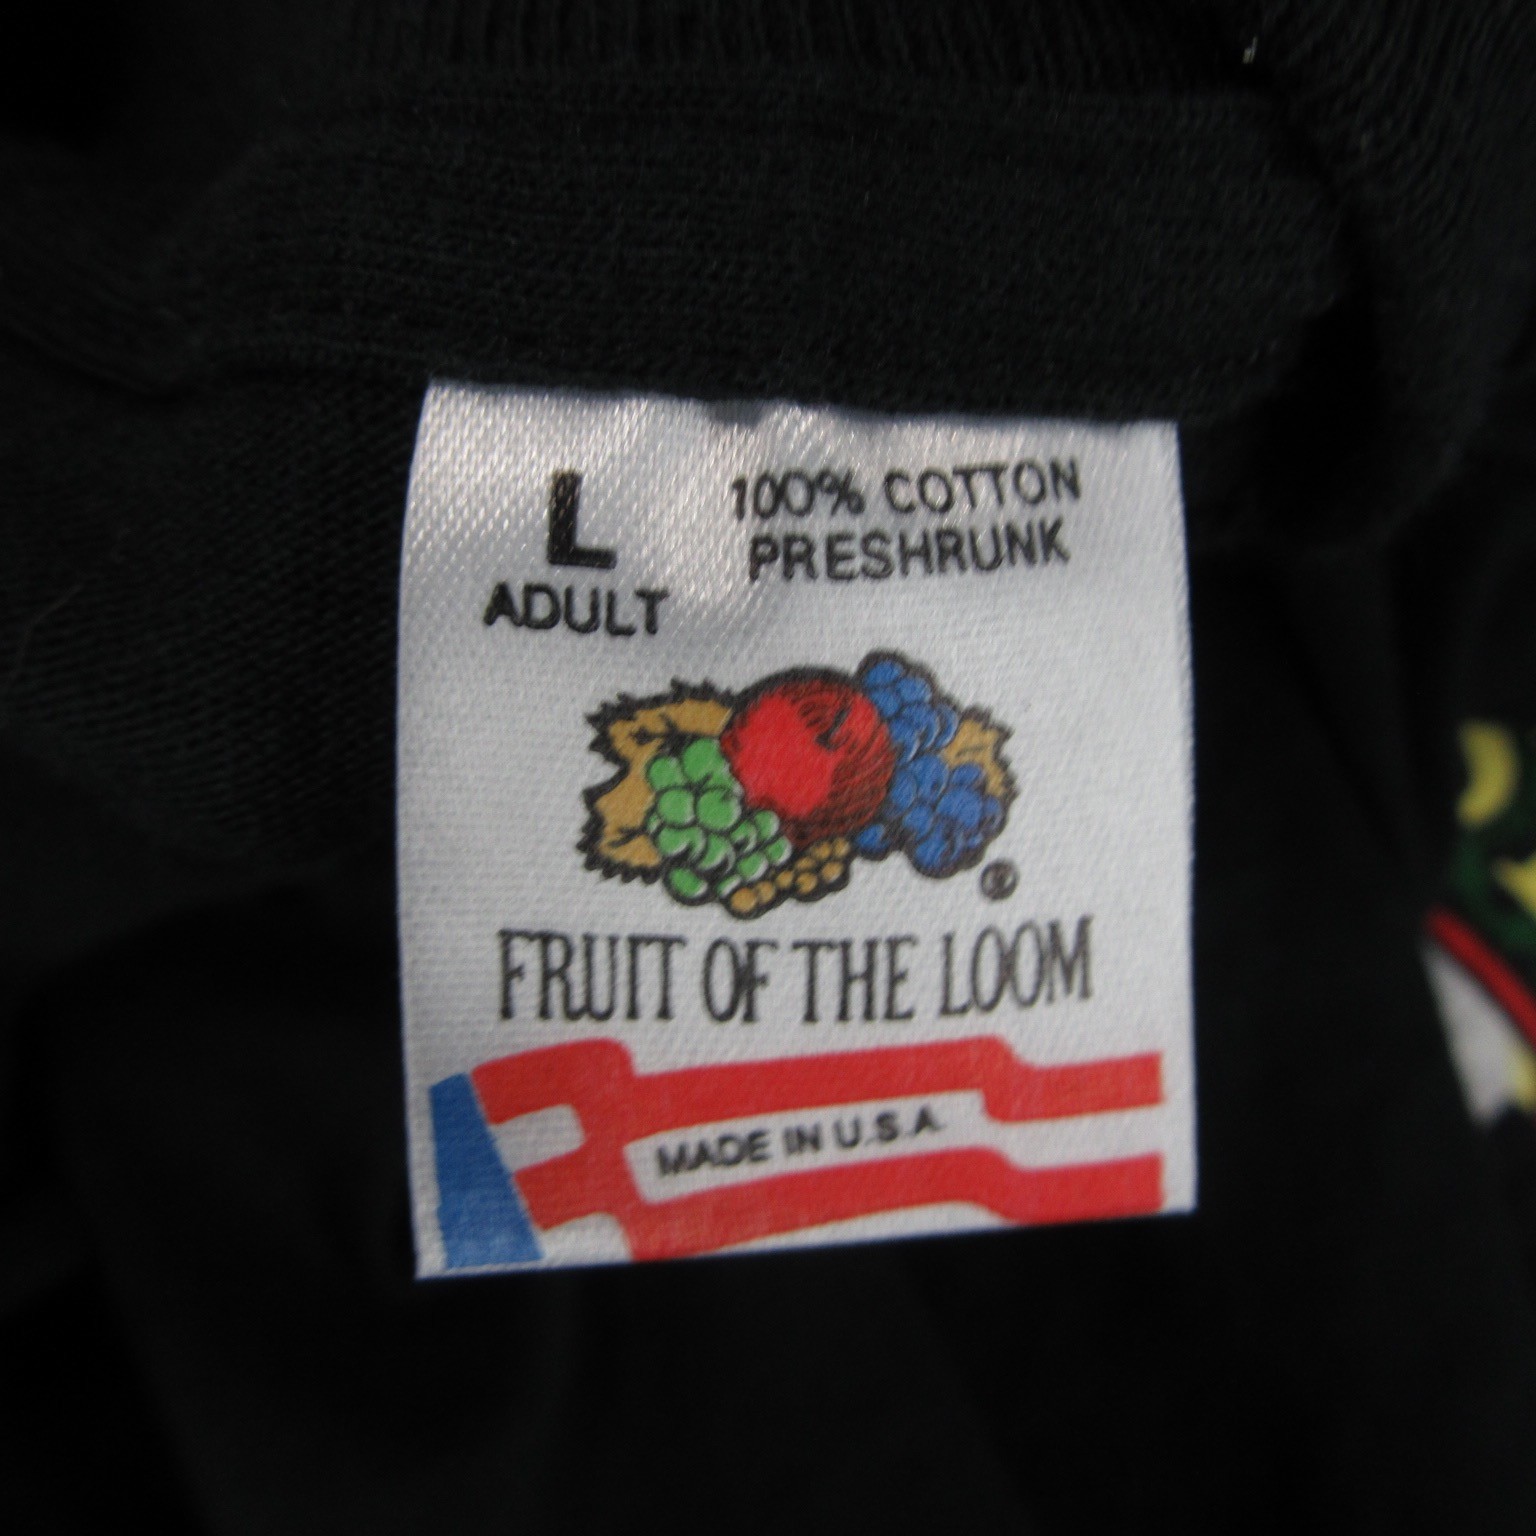 L
ADULT
100% COTTON
PRESHRUNK
®
FRUIT OF THE LOOM
MADE IN U.S.A.